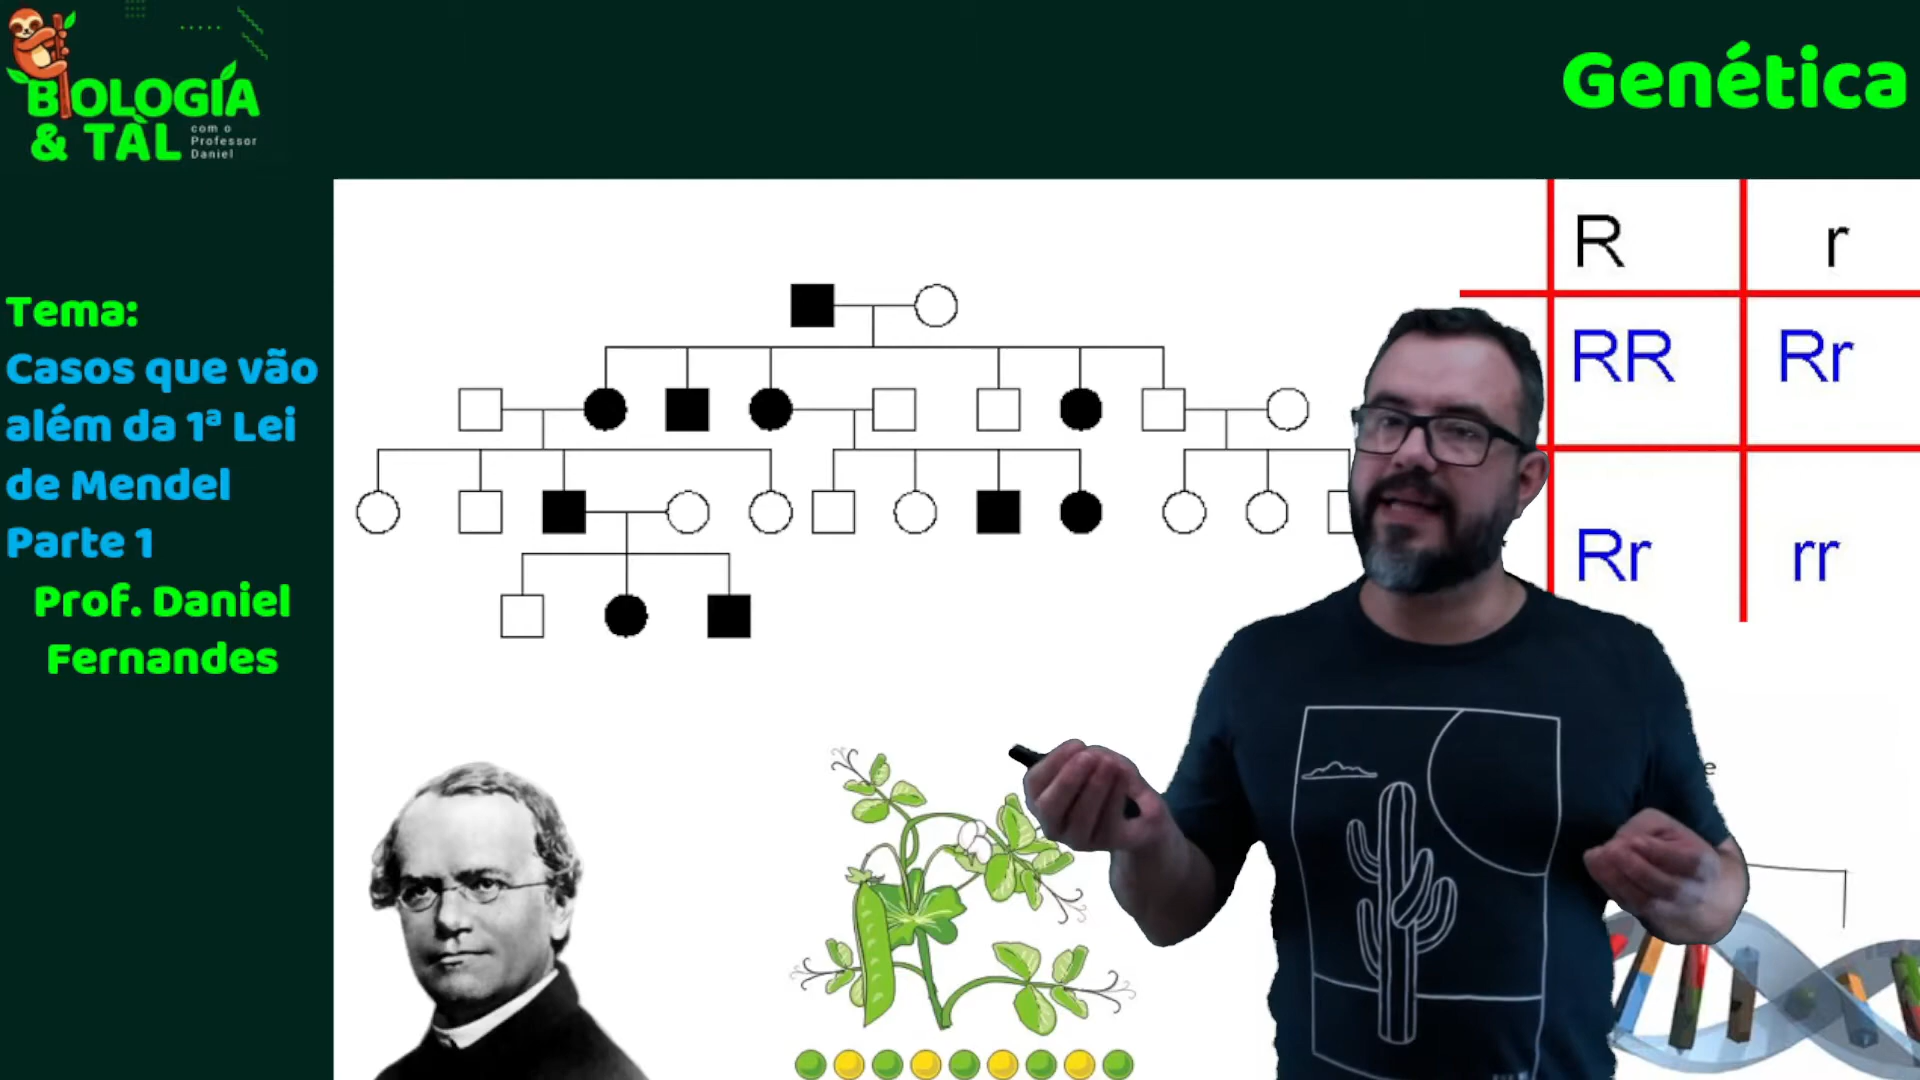 BIOLOGIA
& TAL
com o
Professor
Daniel
Genética
Tema:
Casos que vão
além da 1ª Lei
de Mendel
Parte 1
Prof. Daniel
Fernandes
R r
RR Rr
Rr rr